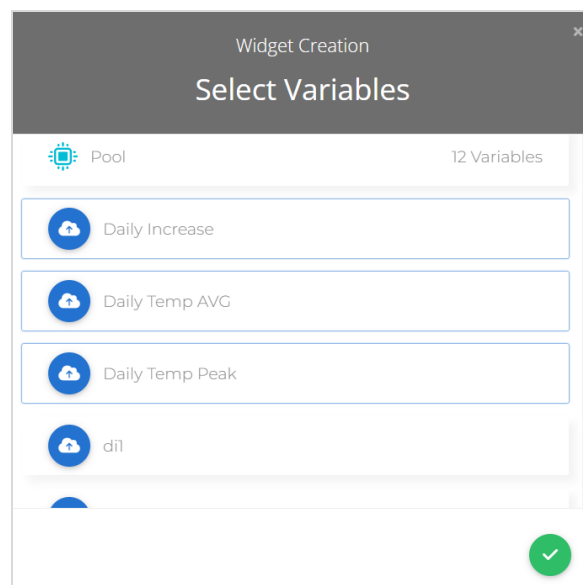 Widget Creation
Select Variables
Pool 12 Variables
Daily Increase
Daily Temp AVG
Daily Temp Peak
di1